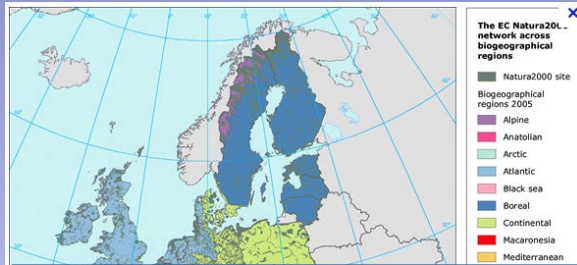 The EC Natura20
network across
biogeographical
regions
Natura2000 site
Biogeographical
regions 2005
Alpine
Anatolian
Arctic
Atlantic
Black sea
Boreal
Continental
Macaronesia
Mediterranean